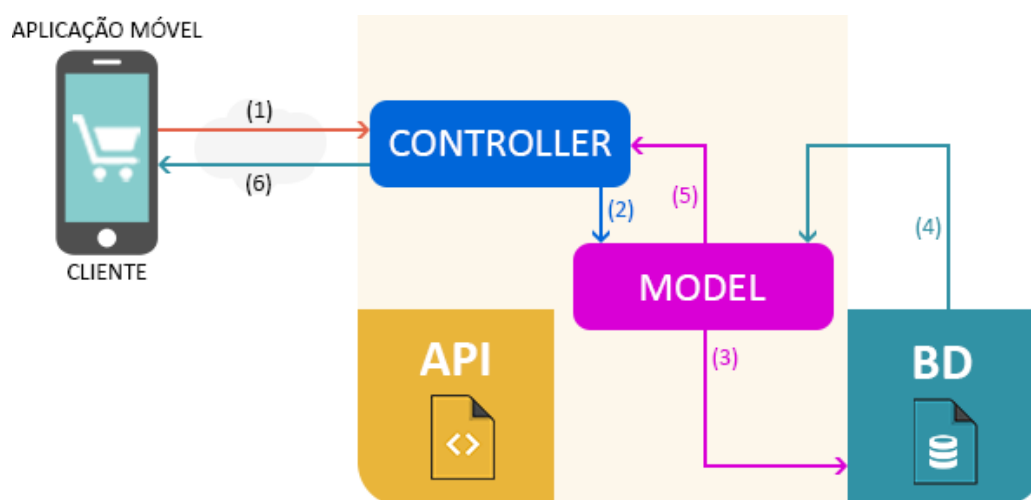 APLICAÇÃO MÓVEL
(1)
CONTROLLER
(6)
(2)
(5)
(4)
CLIENTE
MODEL
API
(3)
BD